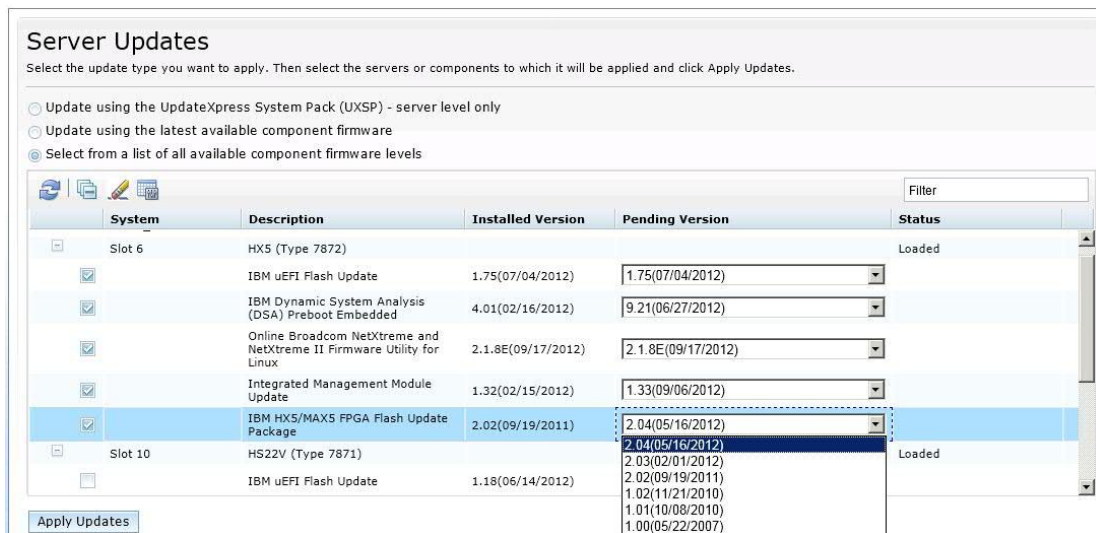 Server Updates
Select the update type you want to apply. Then select the servers or components to which it will be applied and click Apply Updates.
Update using the UpdateXpress System Pack (UXSP) - server level only
Update using the latest available component firmware
Select from a list of all available component firmware levels
Filter
System Description Installed Version Pending Version Status
Slot 6 HX5 (Type 7872) Loaded
IBM uEFI Flash Update 1.75(07/04/2012) 1.75(07/04/2012)
IBM Dynamic System Analysis
(DSA) Preboot Embedded 4.01(02/16/2012) 9.21(06/27/2012)
Online Broadcom NetXtreme and
NetXtreme II Firmware Utility for 2.1.8E(09/17/2012) 2.1.8E(09/17/2012)
Linux
Integrated Management Module
Update 1.32(02/15/2012) 1.33(09/06/2012)
IBM HX5/MAX5 FPGA Flash Update
Package 2.02(09/19/2011) 2.04(05/16/2012)
2.04(05/16/2012)
Slot 10 HS22V (Type 7871) Loaded
2.03(02/01/2012)
2.02(09/19/2011)
IBM uEFI Flash Update 1.18(06/14/2012)
1.02(11/21/2010)
1.01(10/08/2010)
1.00(05/22/2007)
Apply Updates